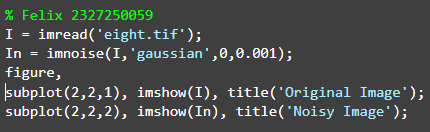 % Felix 2327250059
I = imread('eight.tif');
In = imnoise(I,'gaussian',0,0.001);
figure,
subplot(2,2,1), imshow(I), title('Original Image');
subplot(2,2,2), imshow(In), title('Noisy Image');